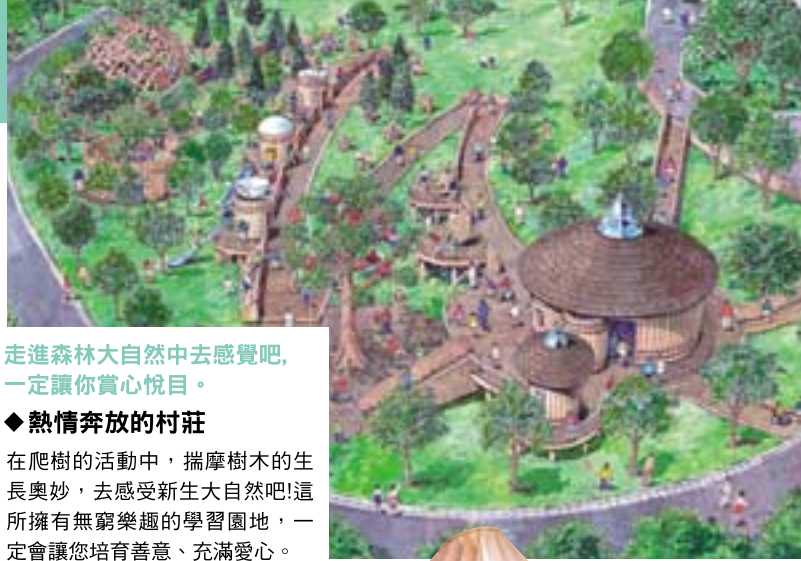 走進森林大自然中去感覺吧,
一定讓你賞心悅目。
◆熱情奔放的村莊
在爬樹的活動中，揣摩樹木的生
長奧妙，去感受新生大自然吧!這
所擁有無窮樂趣的學習園地，一
定會讓您培育善意、充滿愛心。